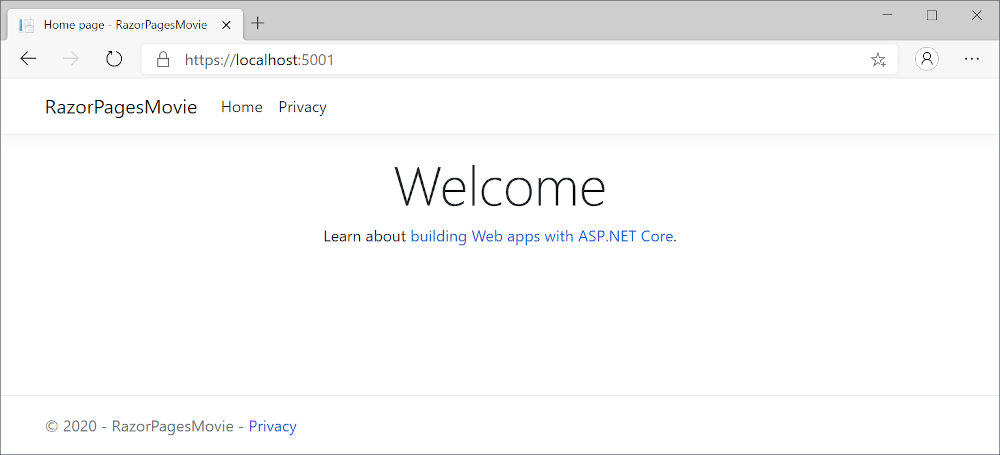 Home page - RazorPagesMovie
https://localhost:5001
RazorPagesMovie Home Privacy
Welcome
Learn about building Web apps with ASP.NET Core.
© 2020 - RazorPagesMovie - Privacy